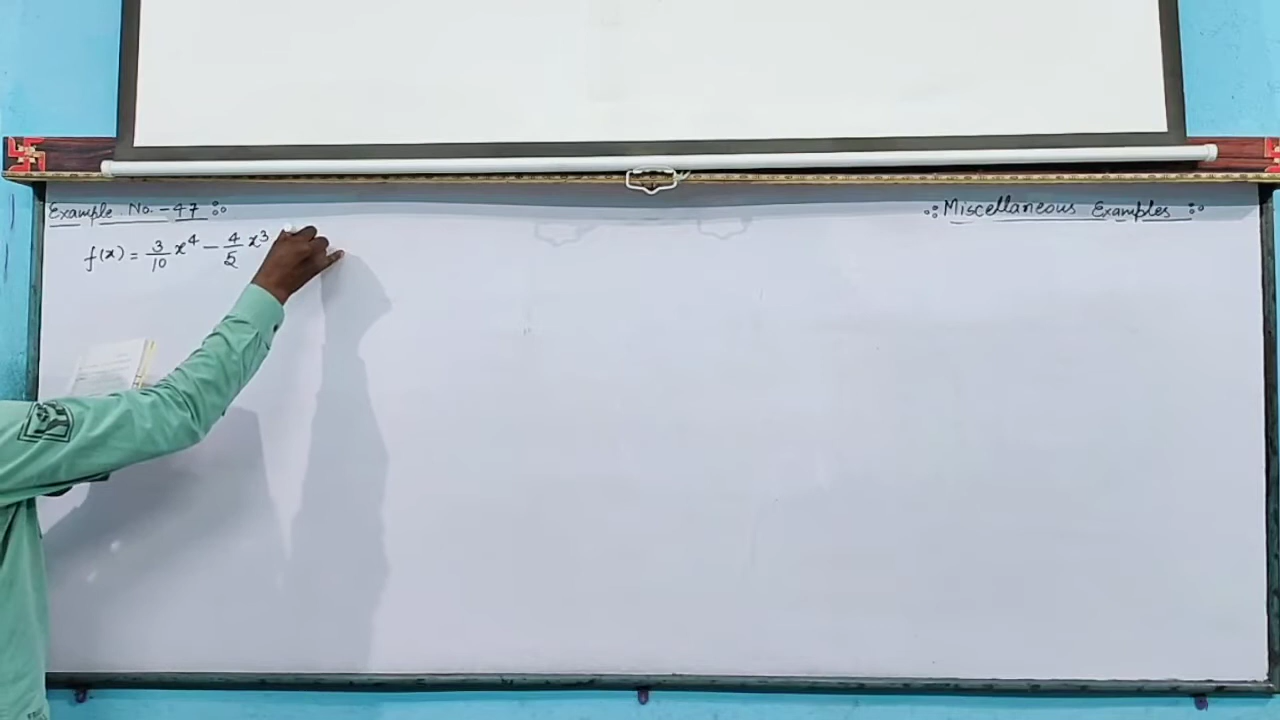 Example No. - 47 :
f(x) = 3/10 x⁴ - 4/5 x³
: Miscellaneous Examples :